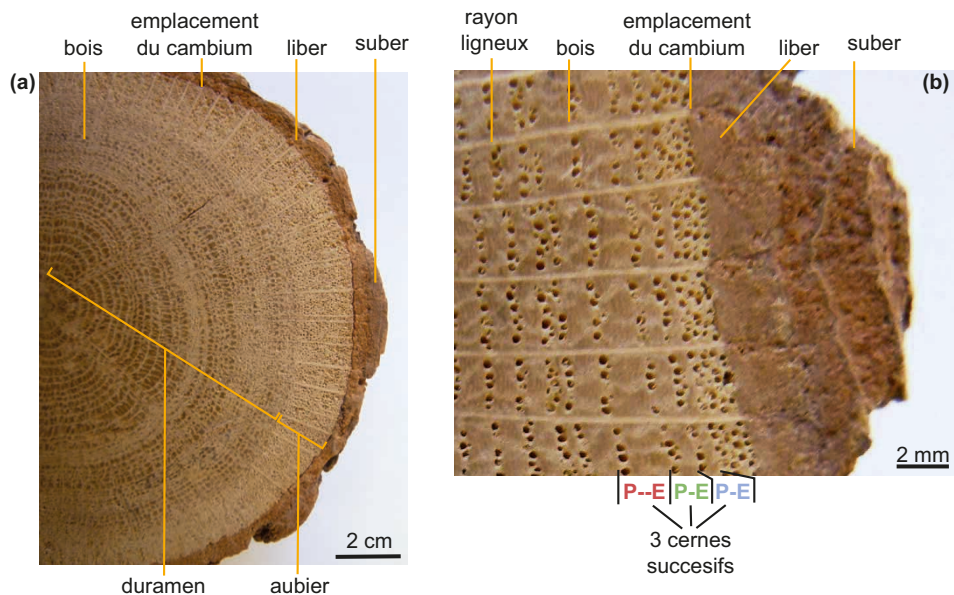 (a)
bois
emplacement
du cambium
liber
suber
2 cm
duramen
aubier
(b)
rayon
ligneux
bois
emplacement
du cambium
liber
suber
2 mm
P--E
P-E
P-E
3 cernes
succesifs